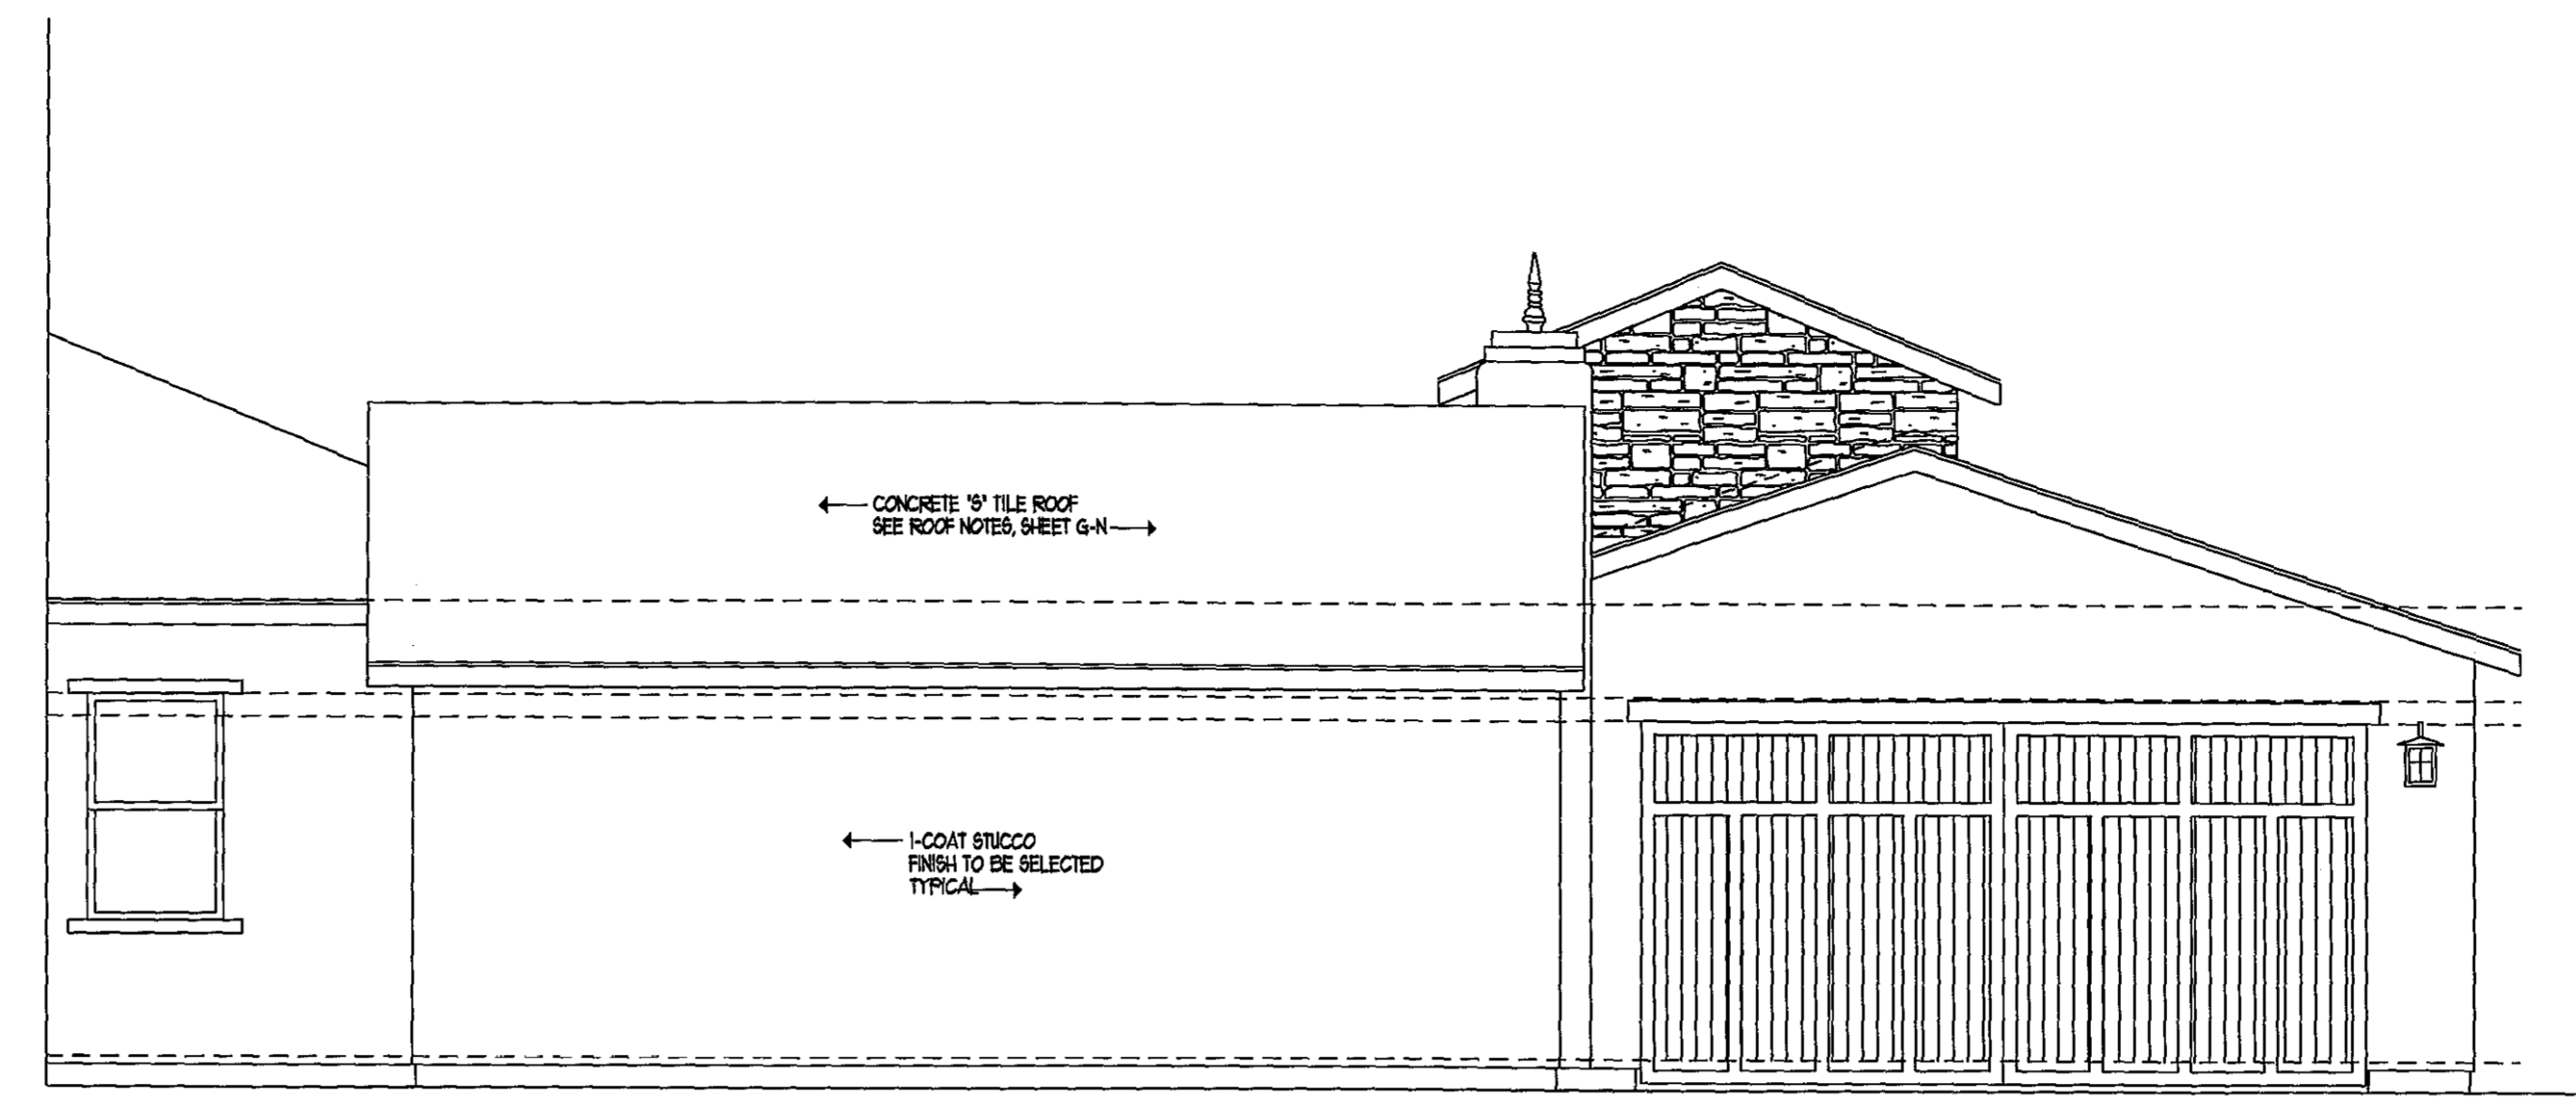 CONCRETE "S" TILE ROOF
SEE ROOF NOTES, SHEET G-N
1-COAT STUCCO
FINISH TO BE SELECTED
TYPICAL